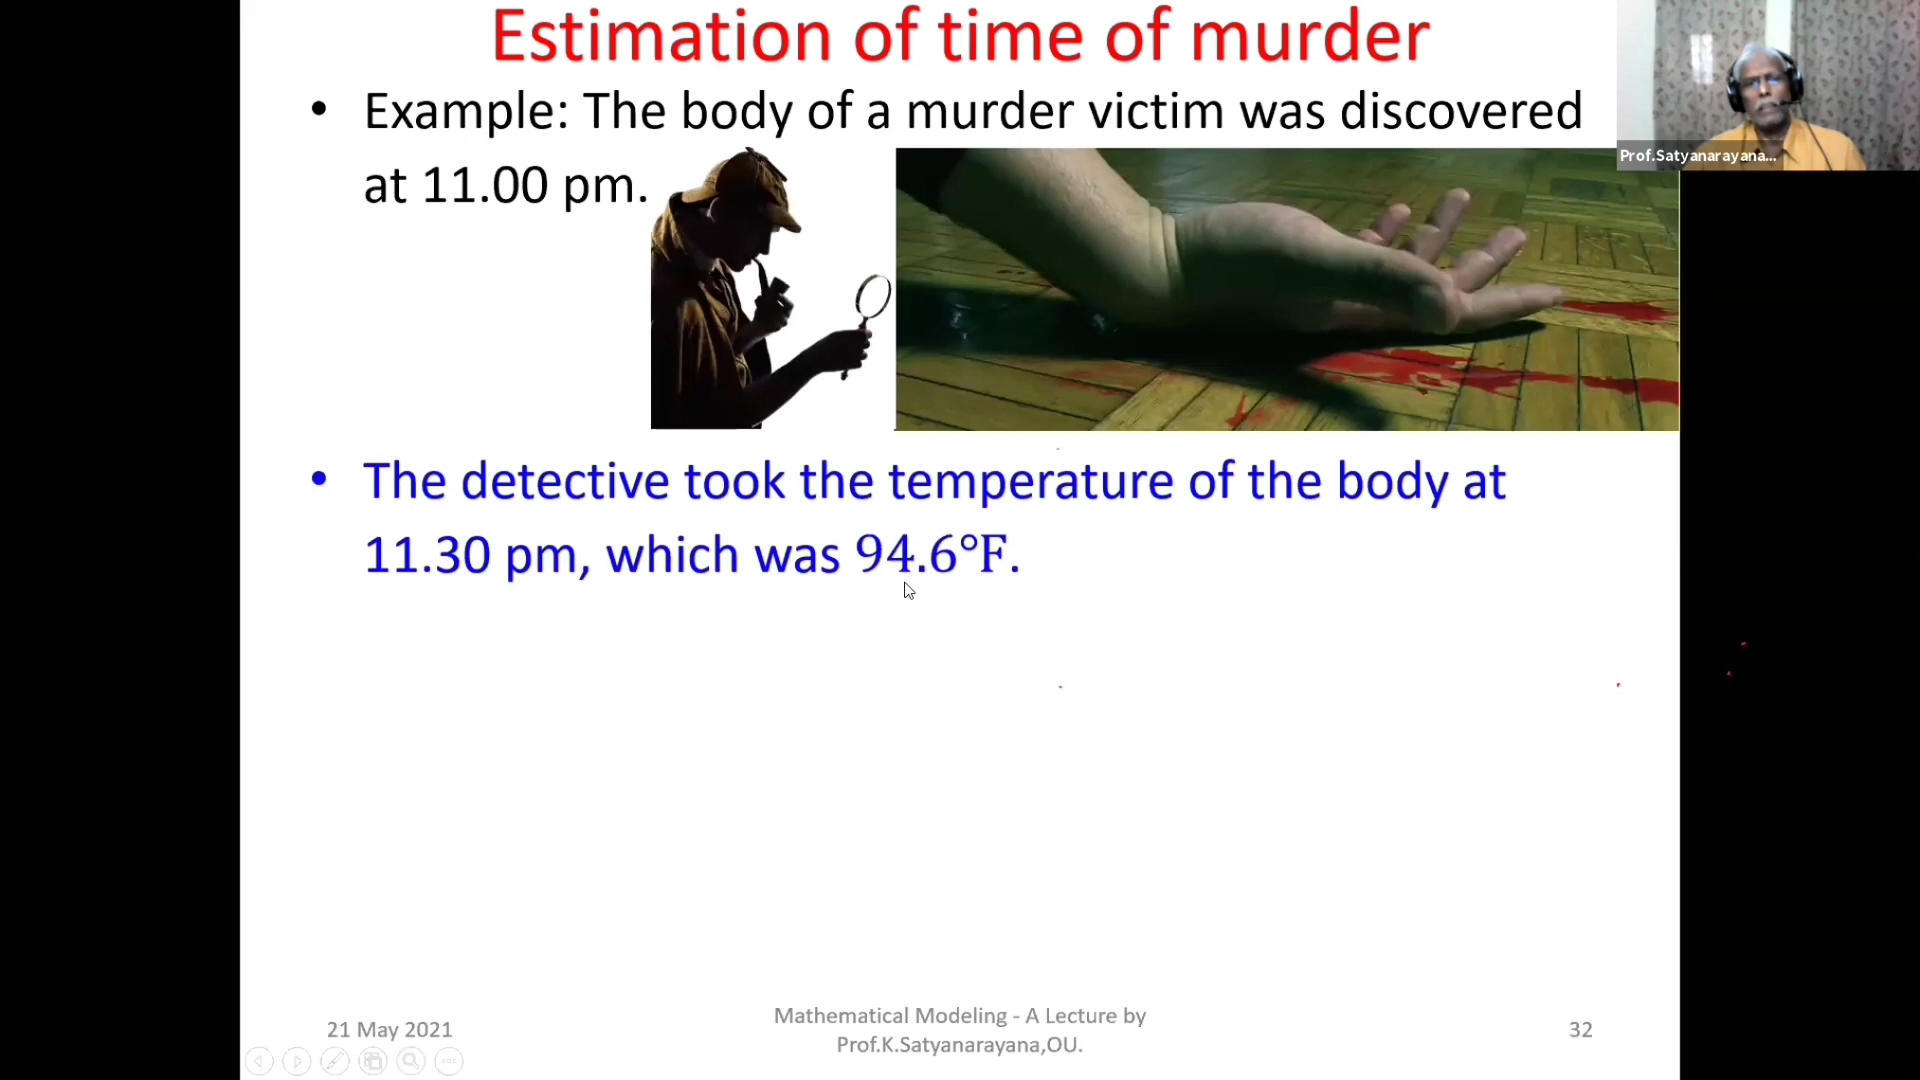 Estimation of time of murder
• Example: The body of a murder victim was discovered
at 11.00 pm.
Prof.Satyanarayana...
• The detective took the temperature of the body at
11.30 pm, which was 94.6°F.
21 May 2021
Mathematical Modeling - A Lecture by
Prof.K.Satyanarayana,OU.
32